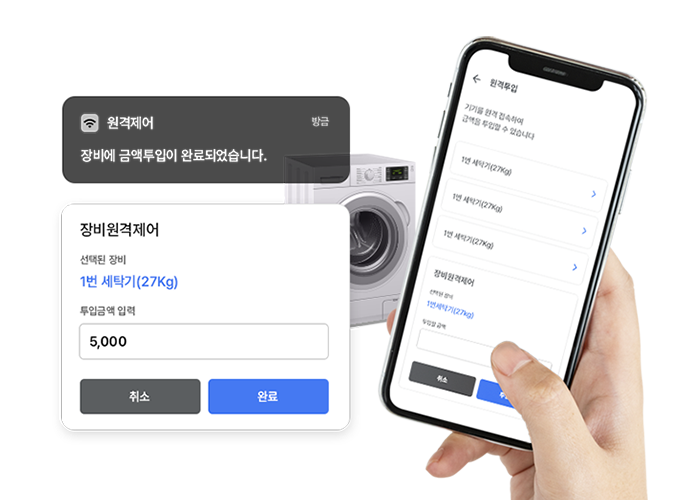 원격제어
방금
장비에 금액투입이 완료되었습니다.
장비원격제어
선택된 장비
1번 세탁기(27Kg)
투입금액 입력
5,000
취소
완료
원격투입
기기를 원격 접속하여
금액을 투입할 수 있습니다
1번 세탁기(27Kg)
1번 세탁기(27Kg)
1번 세탁기(27Kg)
장비원격제어
선택된 장비
1번세탁기(27Kg)
투입할 금액
취소